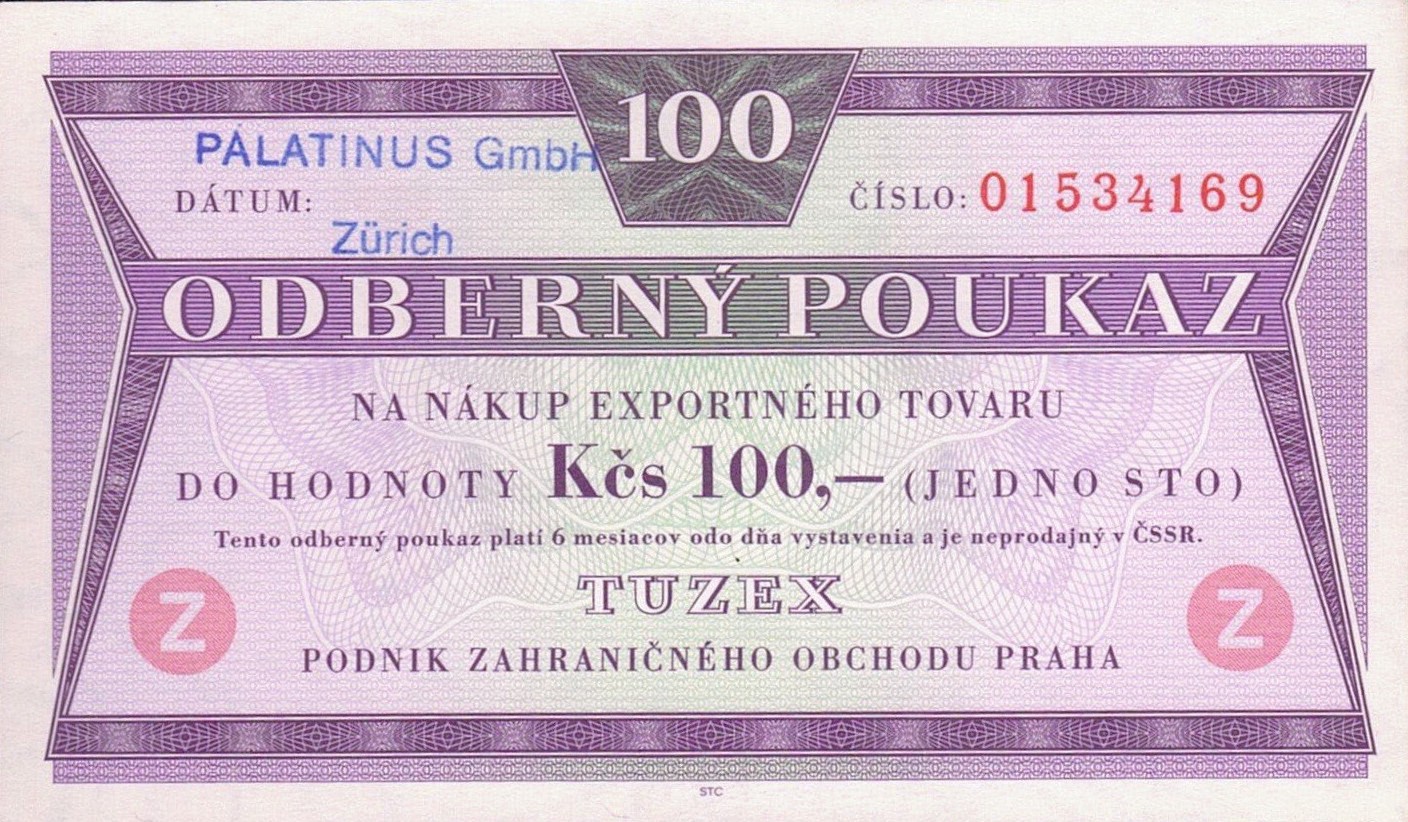 100
PALATINUS GmbH
DÁTUM:
ČÍSLO: 01534169
Zürich
ODBERNÝ POUKAZ
NA NÁKUP EXPORTNÉHO TOVARU
DO HODNOTY Kčs 100,— (JEDNO STO)
Tento odberný poukaz platí 6 mesiacov odo dňa vystavenia a je neprodajný v ČSSR.
TUZEX
Z Z
PODNIK ZAHRANIČNÉHO OBCHODU PRAHA
STC